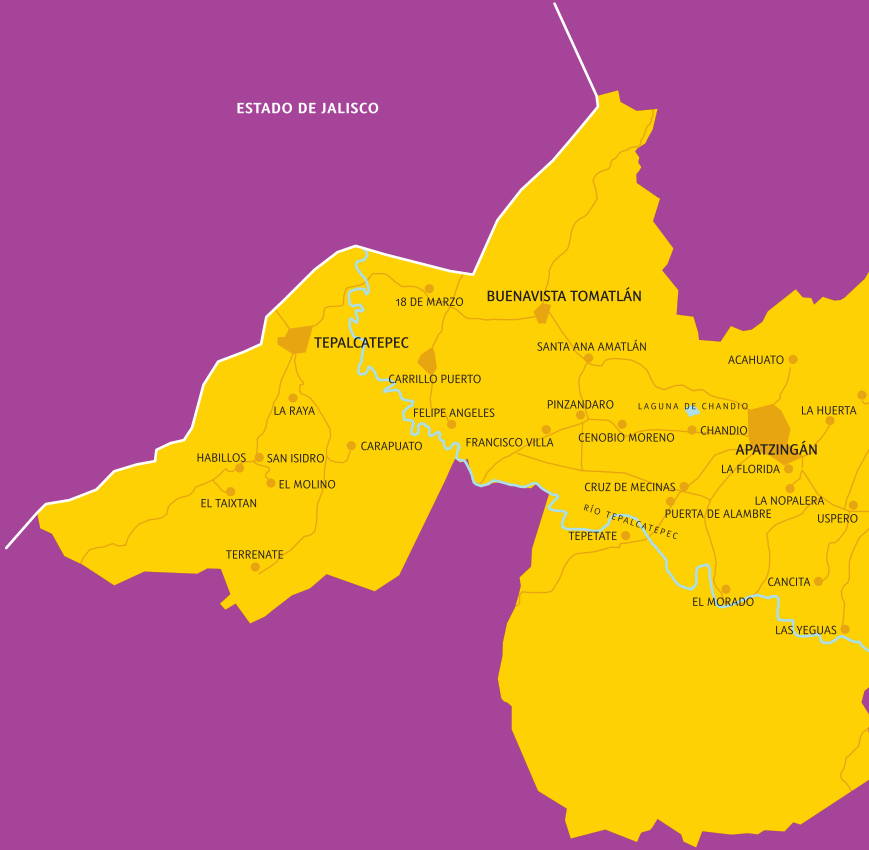 ESTADO DE JALISCO
BUENAVISTA TOMATLÁN
18 DE MARZO
TEPALCATEPEC
SANTA ANA AMATLÁN
ACAHUATO
CARRILLO PUERTO
LA RAYA
FELIPE ANGELES
PINZANDARO
LAGUNA DE CHANDIO
LA HUERTA
CHANDIO
CENOBIO MORENO
FRANCISCO VILLA
CARAPUATO
APATZINGÁN
HABILLOS
SAN ISIDRO
LA FLORIDA
EL MOLINO
CRUZ DE MECINAS
EL TAIXTAN
LA NOPALERA
PUERTA DE ALAMBRE
USPERO
RÍO TEPALCATEPEC
TEPETATE
TERRENATE
CANCITA
EL MORADO
LAS YEGUAS